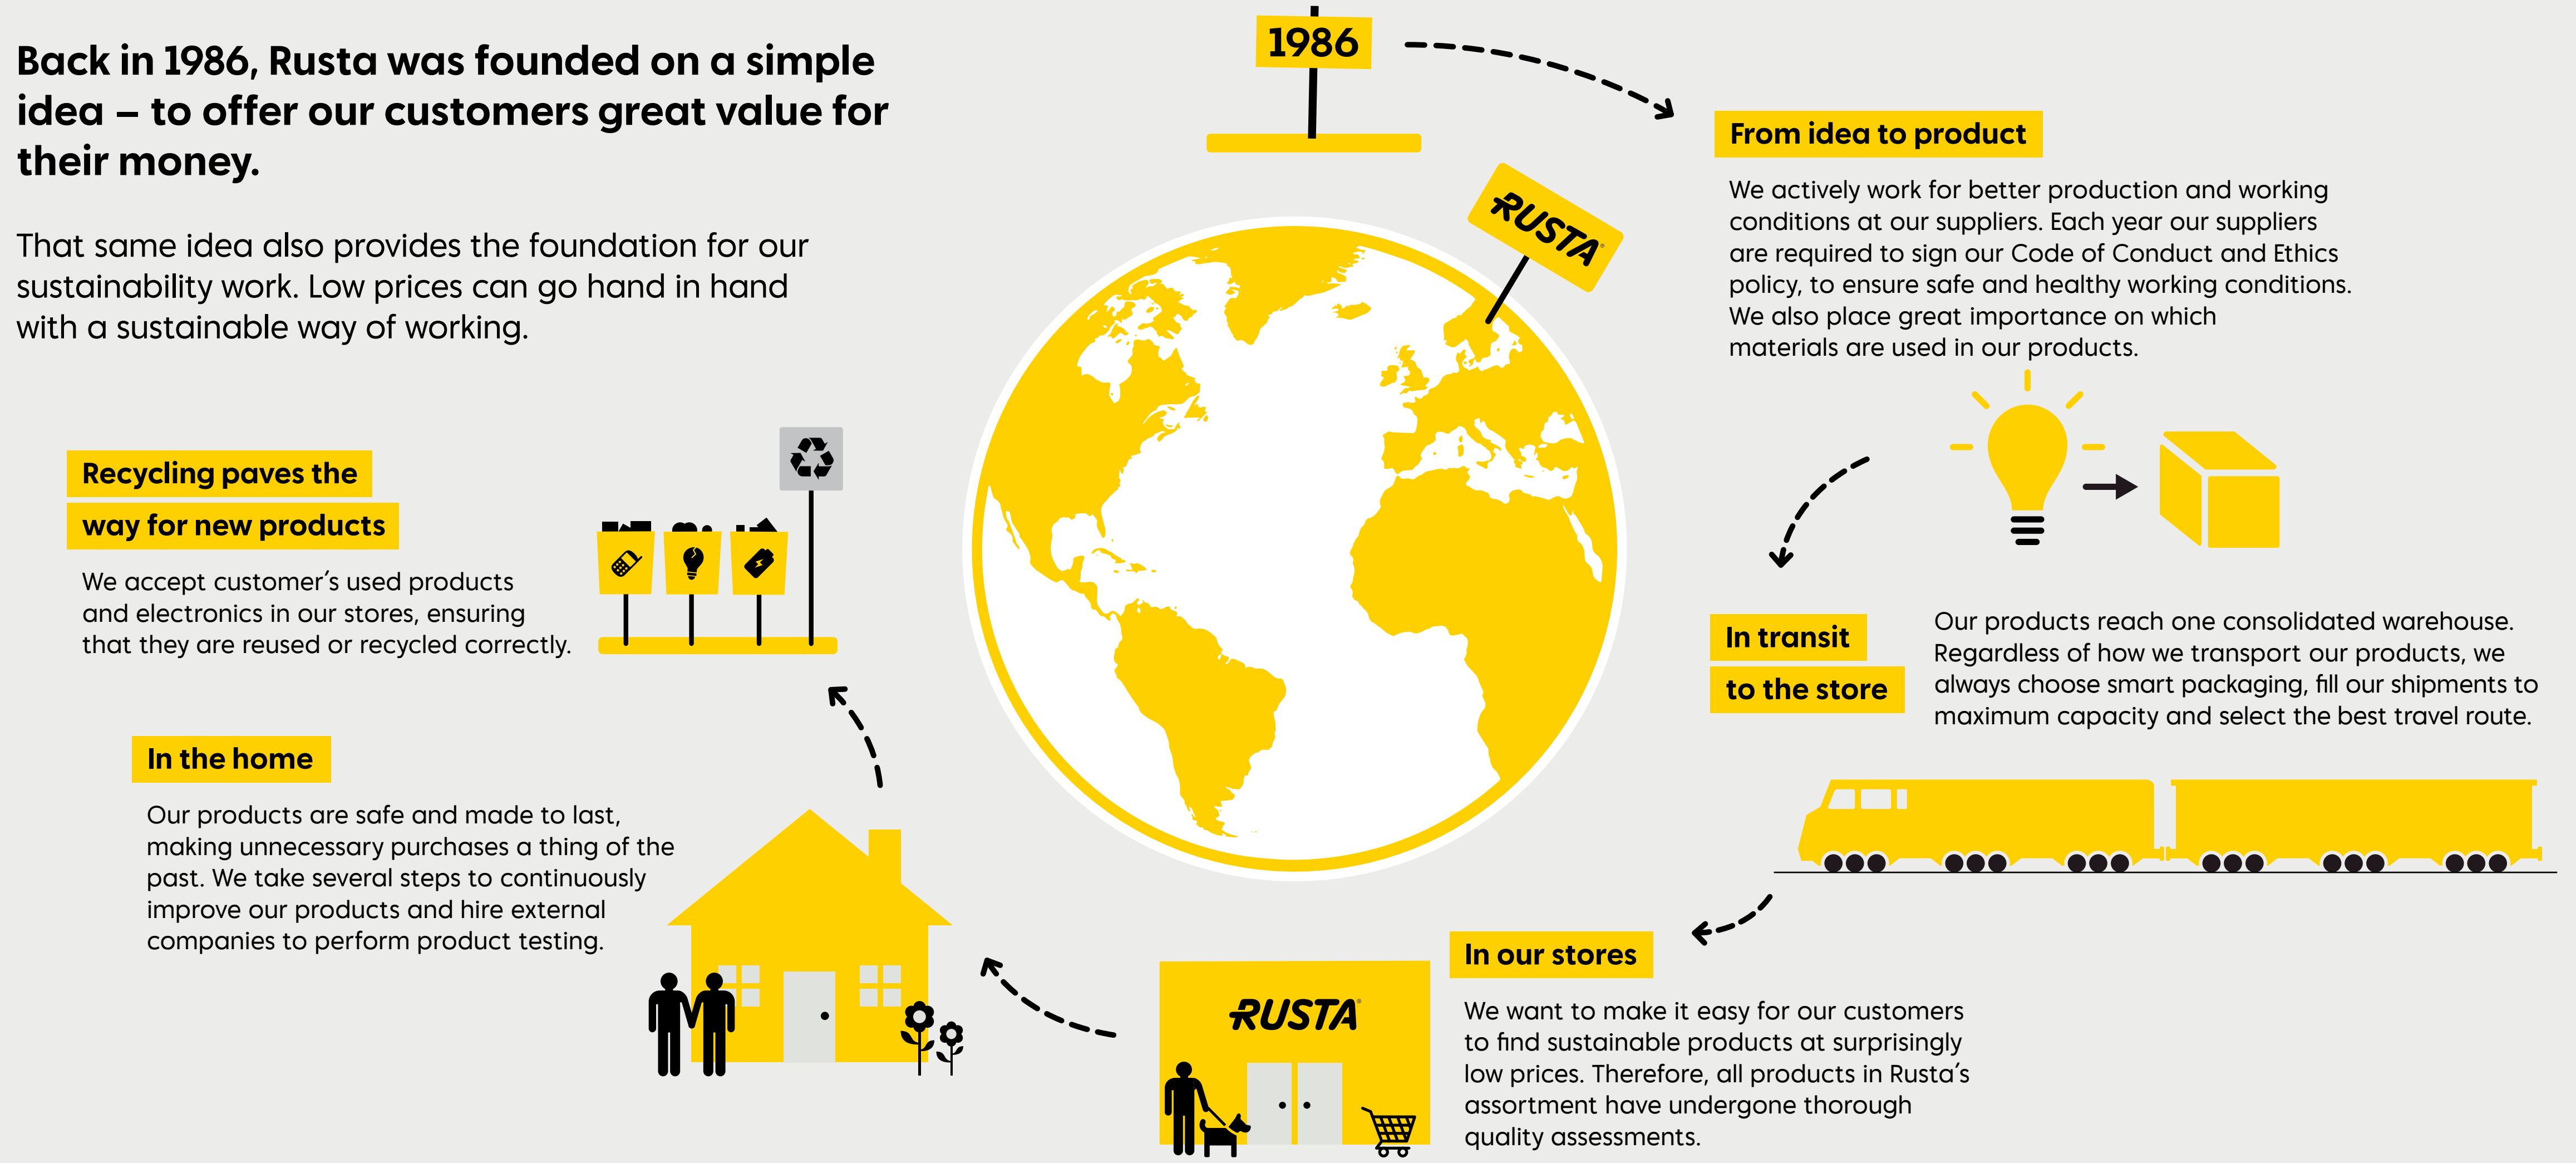 Back in 1986, Rusta was founded on a simple
idea – to offer our customers great value for
their money.
That same idea also provides the foundation for our
sustainability work. Low prices can go hand in hand
with a sustainable way of working.
1986
RUSTA®
From idea to product
We actively work for better production and working
conditions at our suppliers. Each year our suppliers
are required to sign our Code of Conduct and Ethics
policy, to ensure safe and healthy working conditions.
We also place great importance on which
materials are used in our products.
In transit
to the store
Our products reach one consolidated warehouse.
Regardless of how we transport our products, we
always choose smart packaging, fill our shipments to
maximum capacity and select the best travel route.
In our stores
We want to make it easy for our customers
to find sustainable products at surprisingly
low prices. Therefore, all products in Rusta´s
assortment have undergone thorough
quality assessments.
RUSTA®
In the home
Our products are safe and made to last,
making unnecessary purchases a thing of the
past. We take several steps to continuously
improve our products and hire external
companies to perform product testing.
Recycling paves the
way for new products
We accept customer´s used products
and electronics in our stores, ensuring
that they are reused or recycled correctly.